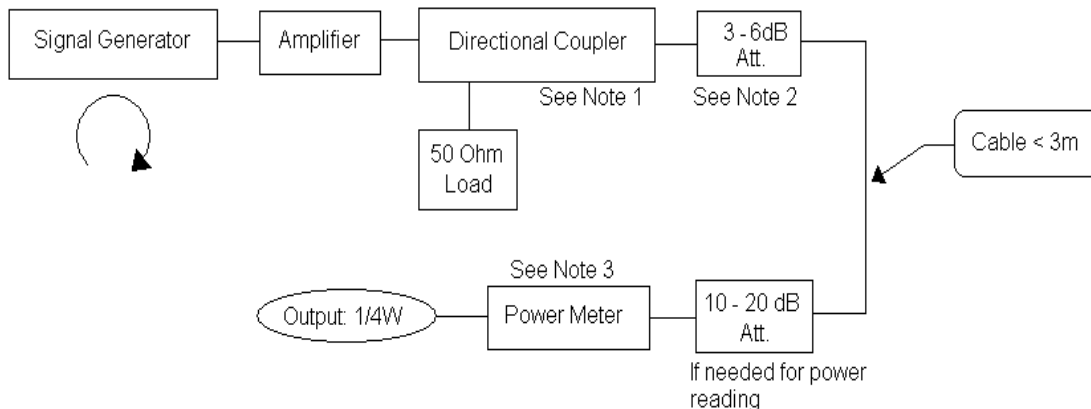 Signal Generator
Amplifier
Directional Coupler
3 - 6dB
Att.
See Note 1
See Note 2
50 Ohm
Load
Cable < 3m
See Note 3
Output: 1/4W
Power Meter
10 - 20 dB
Att.
If needed for power
reading